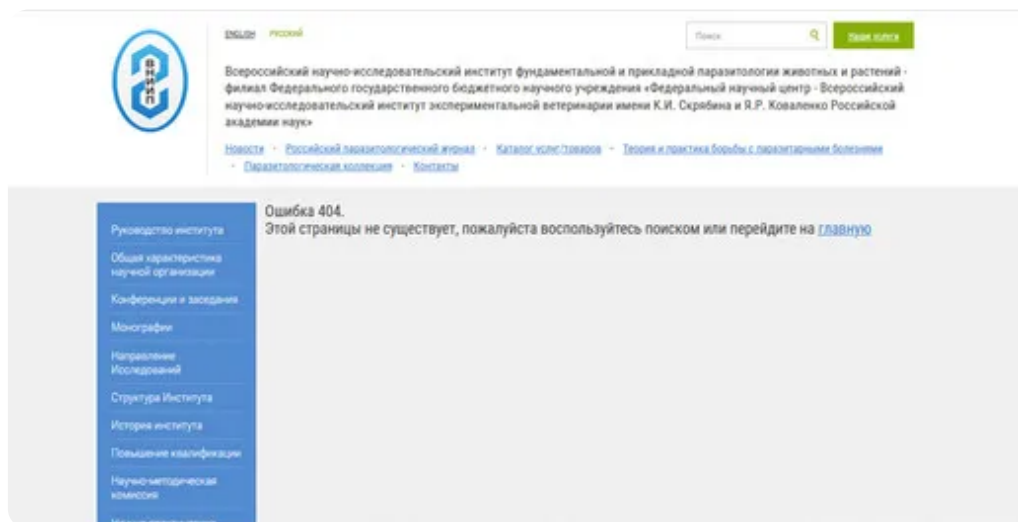 ВНИИП
ENGLISH РУССКИЙ
Поиск
Наши услуги
Всероссийский научно-исследовательский институт фундаментальной и прикладной паразитологии животных и растений -
филиал Федерального государственного бюджетного научного учреждения «Федеральный научный центр - Всероссийский
научно-исследовательский институт экспериментальной ветеринарии имени К.И. Скрябина и Я.Р. Коваленко Российской
академии наук»
Новости - Российский паразитологический журнал - Каталог услуг/товаров - Теория и практика борьбы с паразитарными болезнями
- Паразитологическая коллекция - Контакты
Ошибка 404.
Этой страницы не существует, пожалуйста воспользуйтесь поиском или перейдите на главную
Руководство института
Общая характеристика
научной организации
Конференции и заседания
Монографии
Направление
Исследований
Структура Института
История института
Повышение квалификации
Научно-методическая
комиссия